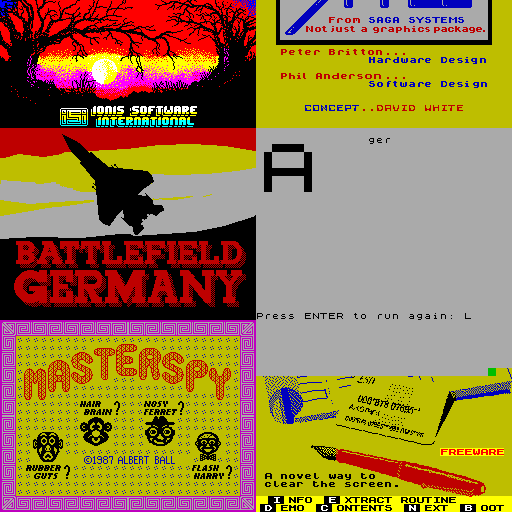 IONIS SOFTWARE
INTERNATIONAL
From SAGA SYSTEMS
Not just a graphics package.
Peter Britton...
Hardware Design
Phil Anderson...
Software Design
CONCEPT..DAVID WHITE
BATTLEFIELD
GERMANY
ger
A
Press ENTER to run again: L
MASTERSPY
HAIR BRAIN?
NOSY FERRET?
RUBBER GUTS?
FLASH HARRY?
©1987 ALBERT BALL
FREEWARE
A novel way to
clear the screen.
INFO EXTRACT ROUTINE
DEMO CONTENTS NEXT BOOT